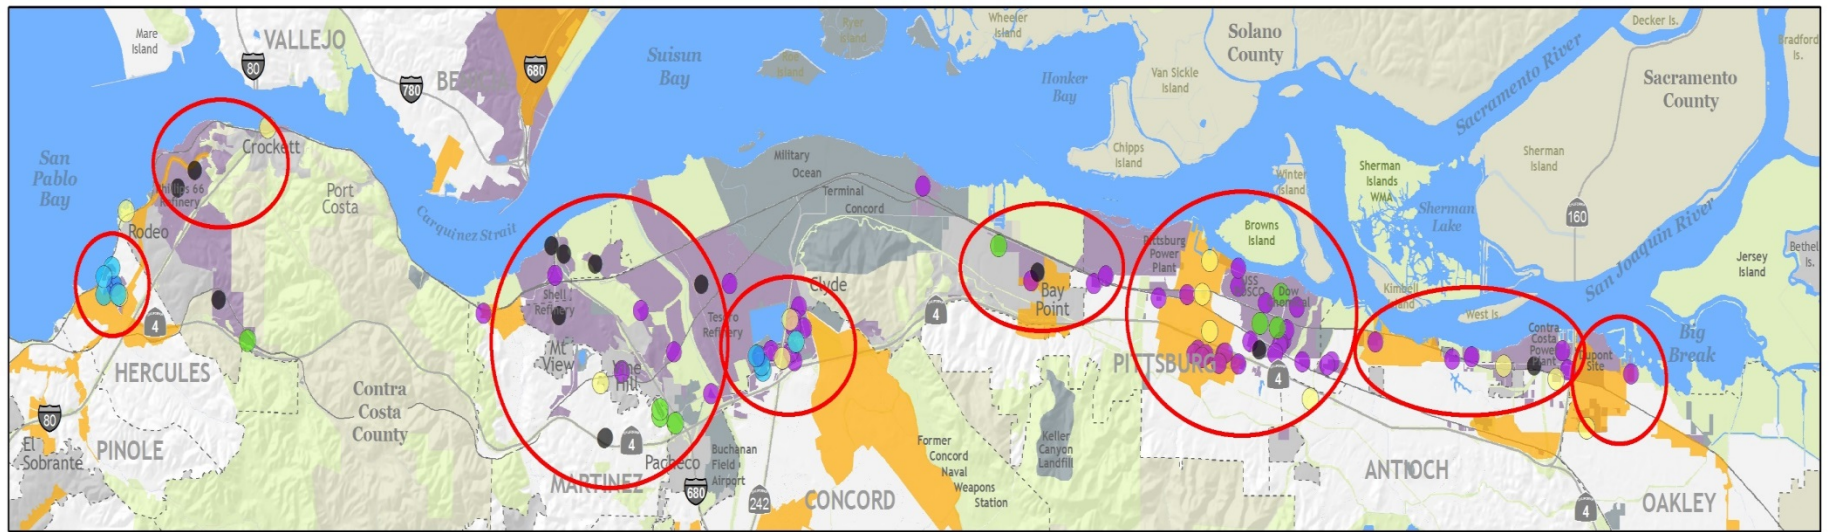 Mare
Island
VALLEJO
80
780
680
Suisun
Bay
Ryer
Island
Roe
Island
Wheeler
Island
Honker
Bay
Van Sickle
Island
Chipps
Island
Solano
County
Sacramento River
Decker Is.
Sacramento
County
Bradford
Is.
San
Pablo
Bay
Crockett
Phillips 66
Refinery
Rodeo
Port
Costa
Carquinez Strait
Military
Ocean
Terminal
Concord
Winter
Island
Browns
Island
Sherman
Islands
WMA
Sherman
Lake
Sherman
Island
160
San Joaquin River
Jersey
Island
Bethel
Is.
4
HERCULES
80
El
Sobrante
PINOLE
Contra
Costa
County
Shell
Refinery
Mt
View
Vine
Hill
Tesoro
Refinery
Clyde
4
Pacheco
MARTINEZ
680
Buchanan
Field
Airport
242
CONCORD
Former
Concord
Naval
Weapons
Station
4
Bay
Point
Keller
Canyon
Landfill
Pittsburg
Power
Plant
PITTSBURG
4
Kimball
Island
West Is.
Contra
Costa
Power
Plant
Dupont
Site
Big
Break
ANTIOCH
4
OAKLEY